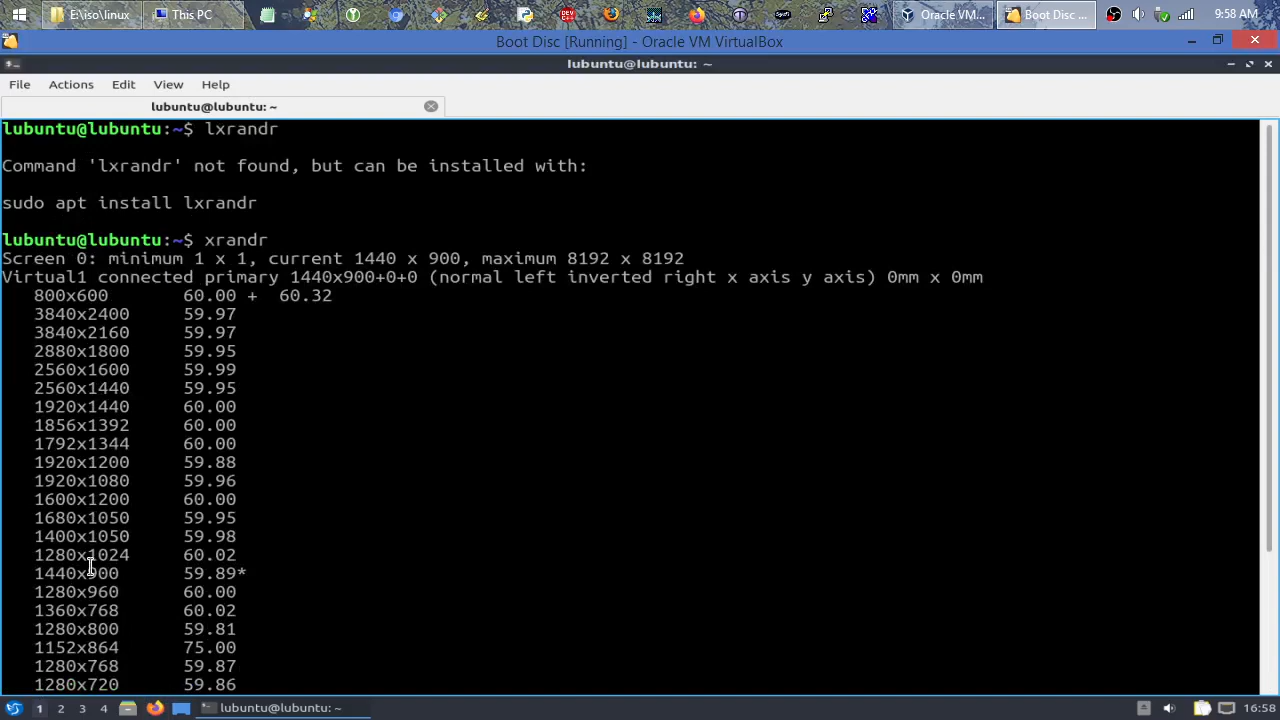 E:\iso\linux
This PC
Oracle VM...
Boot Disc ...
9:58 AM
Boot Disc [Running] - Oracle VM VirtualBox
lubuntu@lubuntu: ~
File Actions Edit View Help
lubuntu@lubuntu: ~
lubuntu@lubuntu:~$ lxrandr
Command 'lxrandr' not found, but can be installed with:
sudo apt install lxrandr
lubuntu@lubuntu:~$ xrandr
Screen 0: minimum 1 x 1, current 1440 x 900, maximum 8192 x 8192
Virtual1 connected primary 1440x900+0+0 (normal left inverted right x axis y axis) 0mm x 0mm
800x600 60.00 + 60.32
3840x2400 59.97
3840x2160 59.97
2880x1800 59.95
2560x1600 59.99
2560x1440 59.95
1920x1440 60.00
1856x1392 60.00
1792x1344 60.00
1920x1200 59.88
1920x1080 59.96
1600x1200 60.00
1680x1050 59.95
1400x1050 59.98
1280x1024 60.02
1440x900 59.89*
1280x960 60.00
1360x768 60.02
1280x800 59.81
1152x864 75.00
1280x768 59.87
1280x720 59.86
1 2 3 4 lubuntu@lubuntu: ~ 16:58